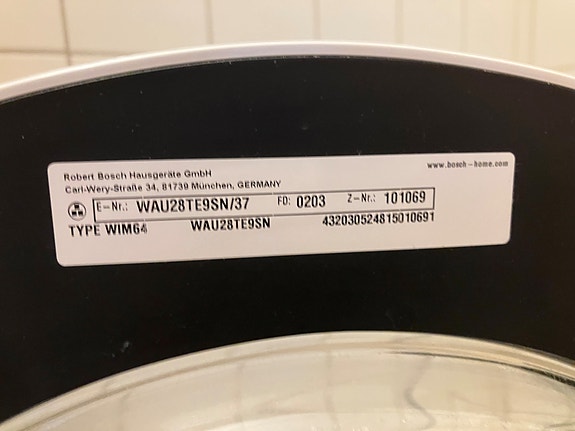 Robert Bosch Hausgeräte GmbH
Carl-Wery-Straße 34, 81739 München, GERMANY
www.bosch-home.com
E-Nr.: WAU28TE9SN/37 FD: 0203 Z-Nr.: 101069
TYPE WIM64 WAU28TE9SN 432030524815010691